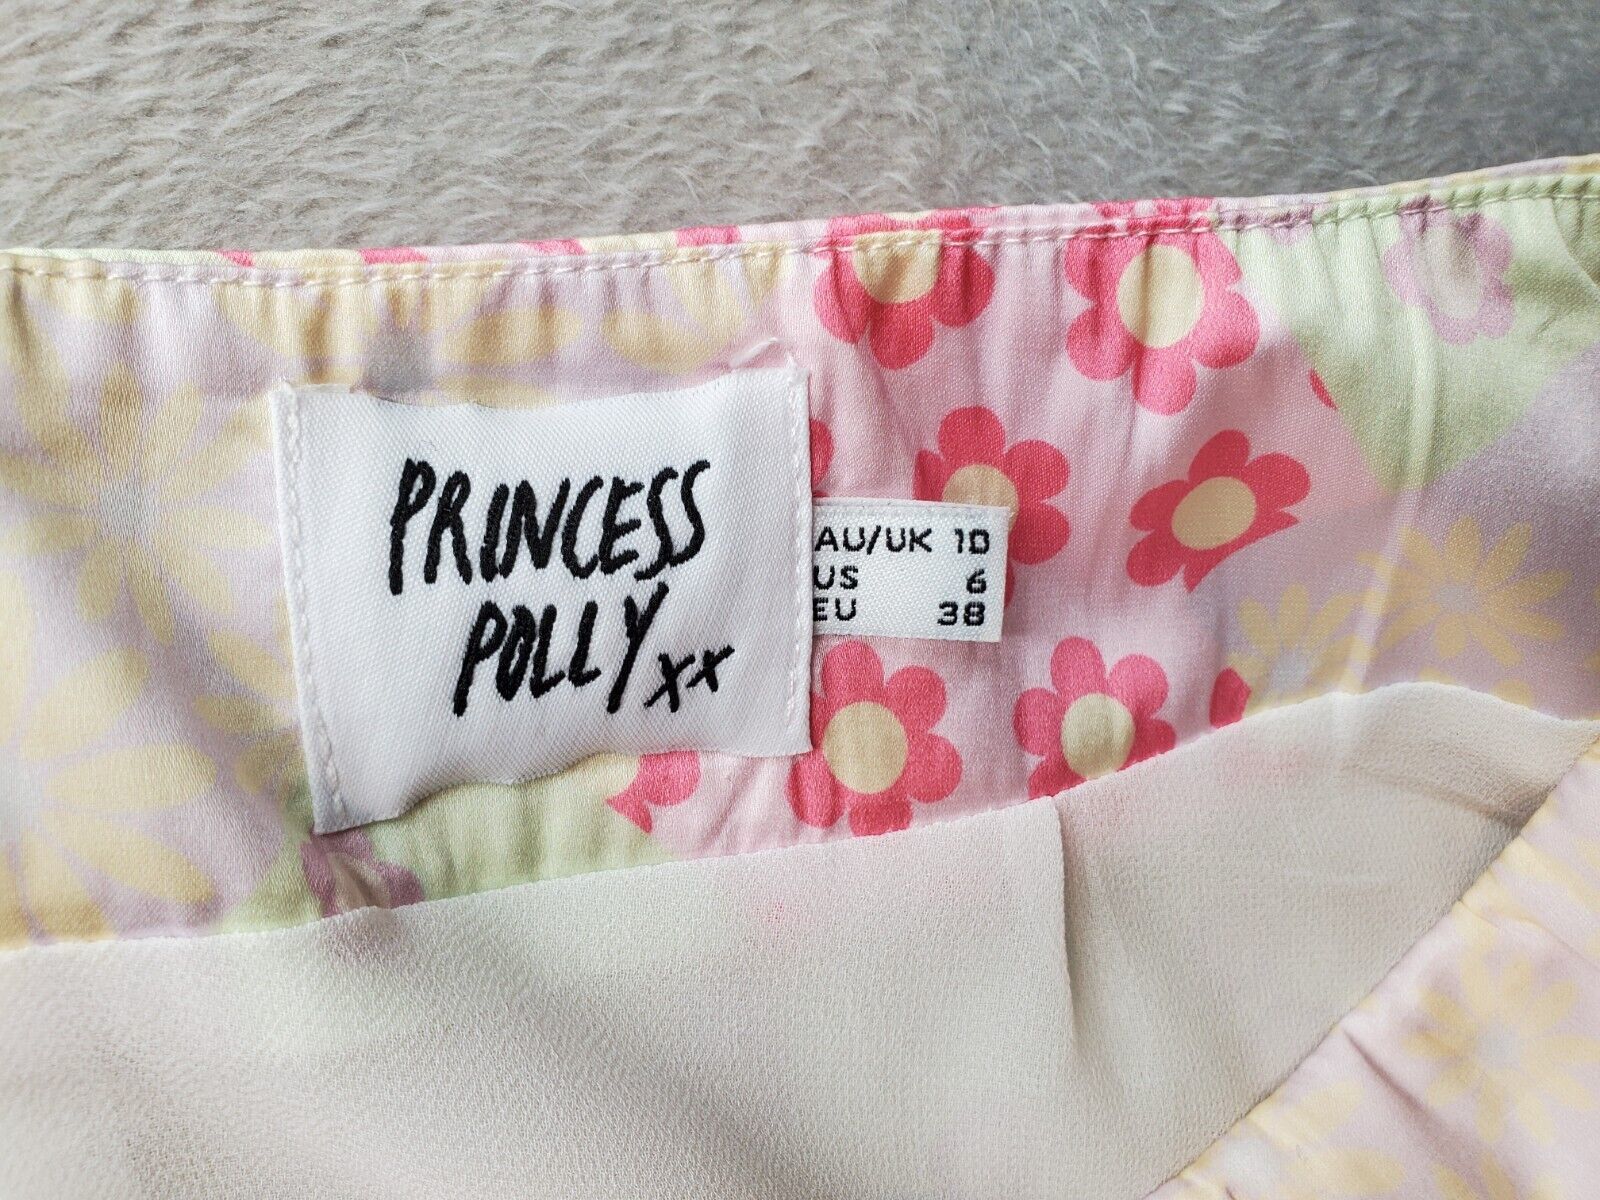 PRINCESS
POLLY xx
AU/UK 10
US 6
EU 38